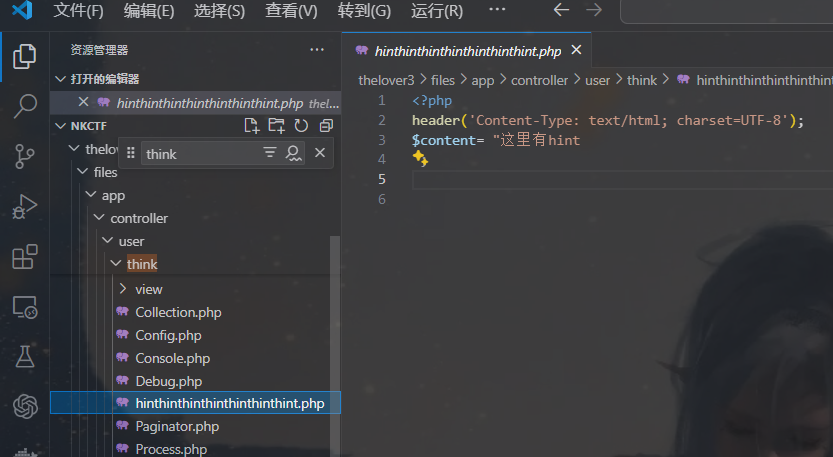 文件(F) 编辑(E) 选择(S) 查看(V) 转到(G) 运行(R) ···
资源管理器 ···
打开的编辑器
hinthinthinthinthinthinthint.php thelo...
NKCTF
thelo
think
files
app
controller
user
think
view
Collection.php
Config.php
Console.php
Debug.php
hinthinthinthinthinthinthint.php
Paginator.php
Process.php
hinthinthinthinthinthinthint.php
thelover3 > files > app > controller > user > think > hinthinthinthinthinth
1 <?php
2 header('Content-Type: text/html; charset=UTF-8');
3 $content= "这里有hint
4
5
6